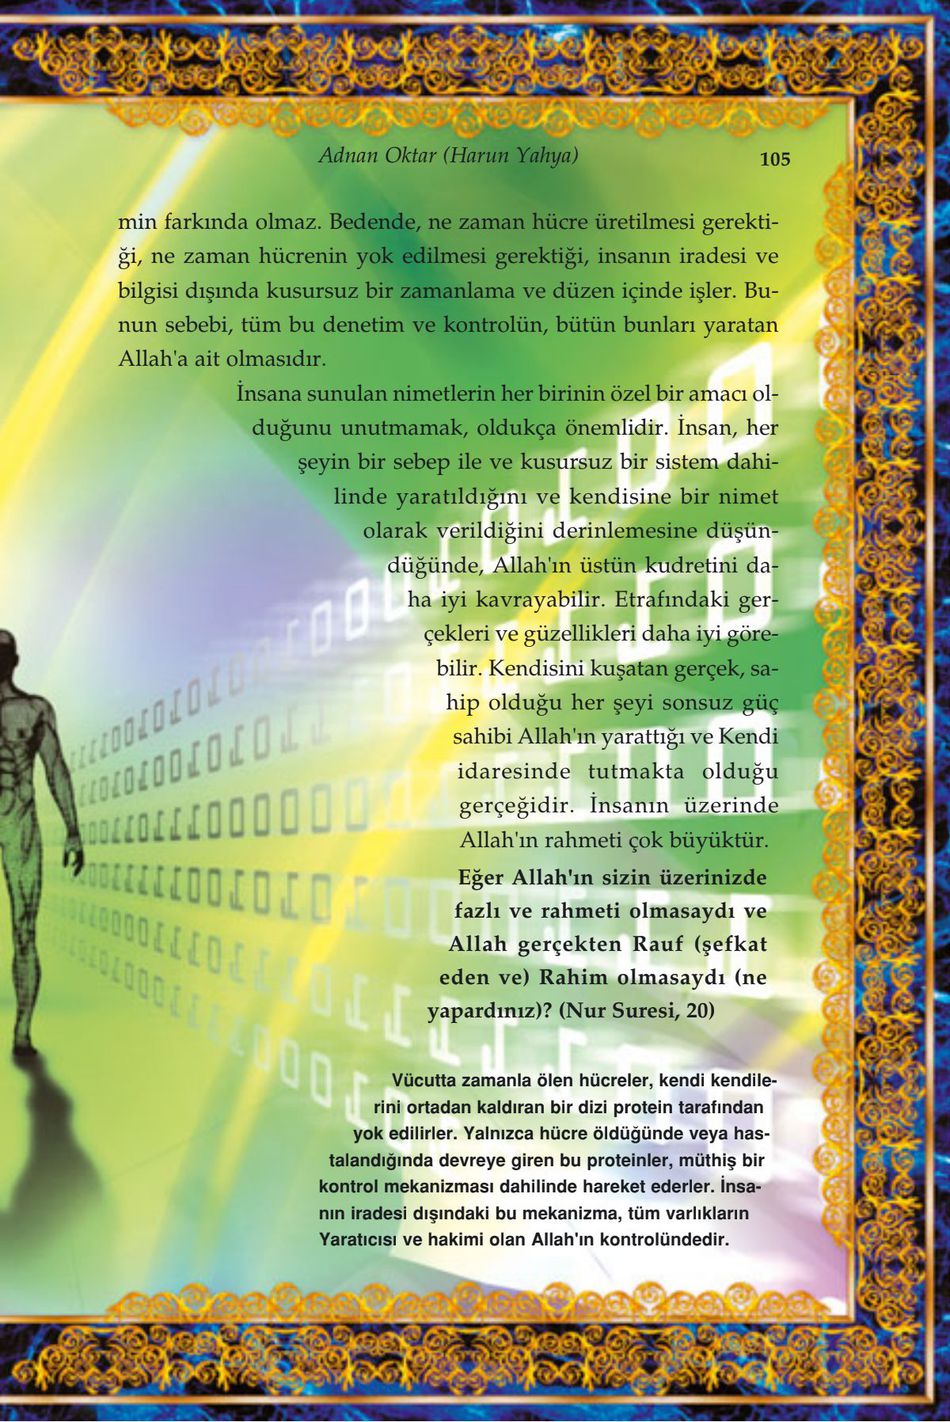 Adnan Oktar (Harun Yahya) 105
min farkında olmaz. Bedende, ne zaman hücre üretilmesi gerekti-
ği, ne zaman hücrenin yok edilmesi gerektiği, insanın iradesi ve
bilgisi dışında kusursuz bir zamanlama ve düzen içinde işler. Bu-
nun sebebi, tüm bu denetim ve kontrolün, bütün bunları yaratan
Allah'a ait olmasıdır.
İnsana sunulan nimetlerin her birinin özel bir amacı ol-
duğunu unutmamak, oldukça önemlidir. İnsan, her
şeyin bir sebep ile ve kusursuz bir sistem dahi-
linde yaratıldığını ve kendisine bir nimet
olarak verildiğini derinlemesine düşün-
düğünde, Allah'ın üstün kudretini da-
ha iyi kavrayabilir. Etrafındaki ger-
çekleri ve güzellikleri daha iyi göre-
bilir. Kendisini kuşatan gerçek, sa-
hip olduğu her şeyi sonsuz güç
sahibi Allah'ın yarattığı ve Kendi
idaresinde tutmakta olduğu
gerçeğidir. İnsanın üzerinde
Allah'ın rahmeti çok büyüktür.
Eğer Allah'ın sizin üzerinizde
fazlı ve rahmeti olmasaydı ve
Allah gerçekten Rauf (şefkat
eden ve) Rahim olmasaydı (ne
yapardınız)? (Nur Suresi, 20)
Vücutta zamanla ölen hücreler, kendi kendile-
rini ortadan kaldıran bir dizi protein tarafından
yok edilirler. Yalnızca hücre öldüğünde veya has-
talandığında devreye giren bu proteinler, müthiş bir
kontrol mekanizması dahilinde hareket ederler. İnsa-
nın iradesi dışındaki bu mekanizma, tüm varlıkların
Yaratıcısı ve hakimi olan Allah'ın kontrolündedir.